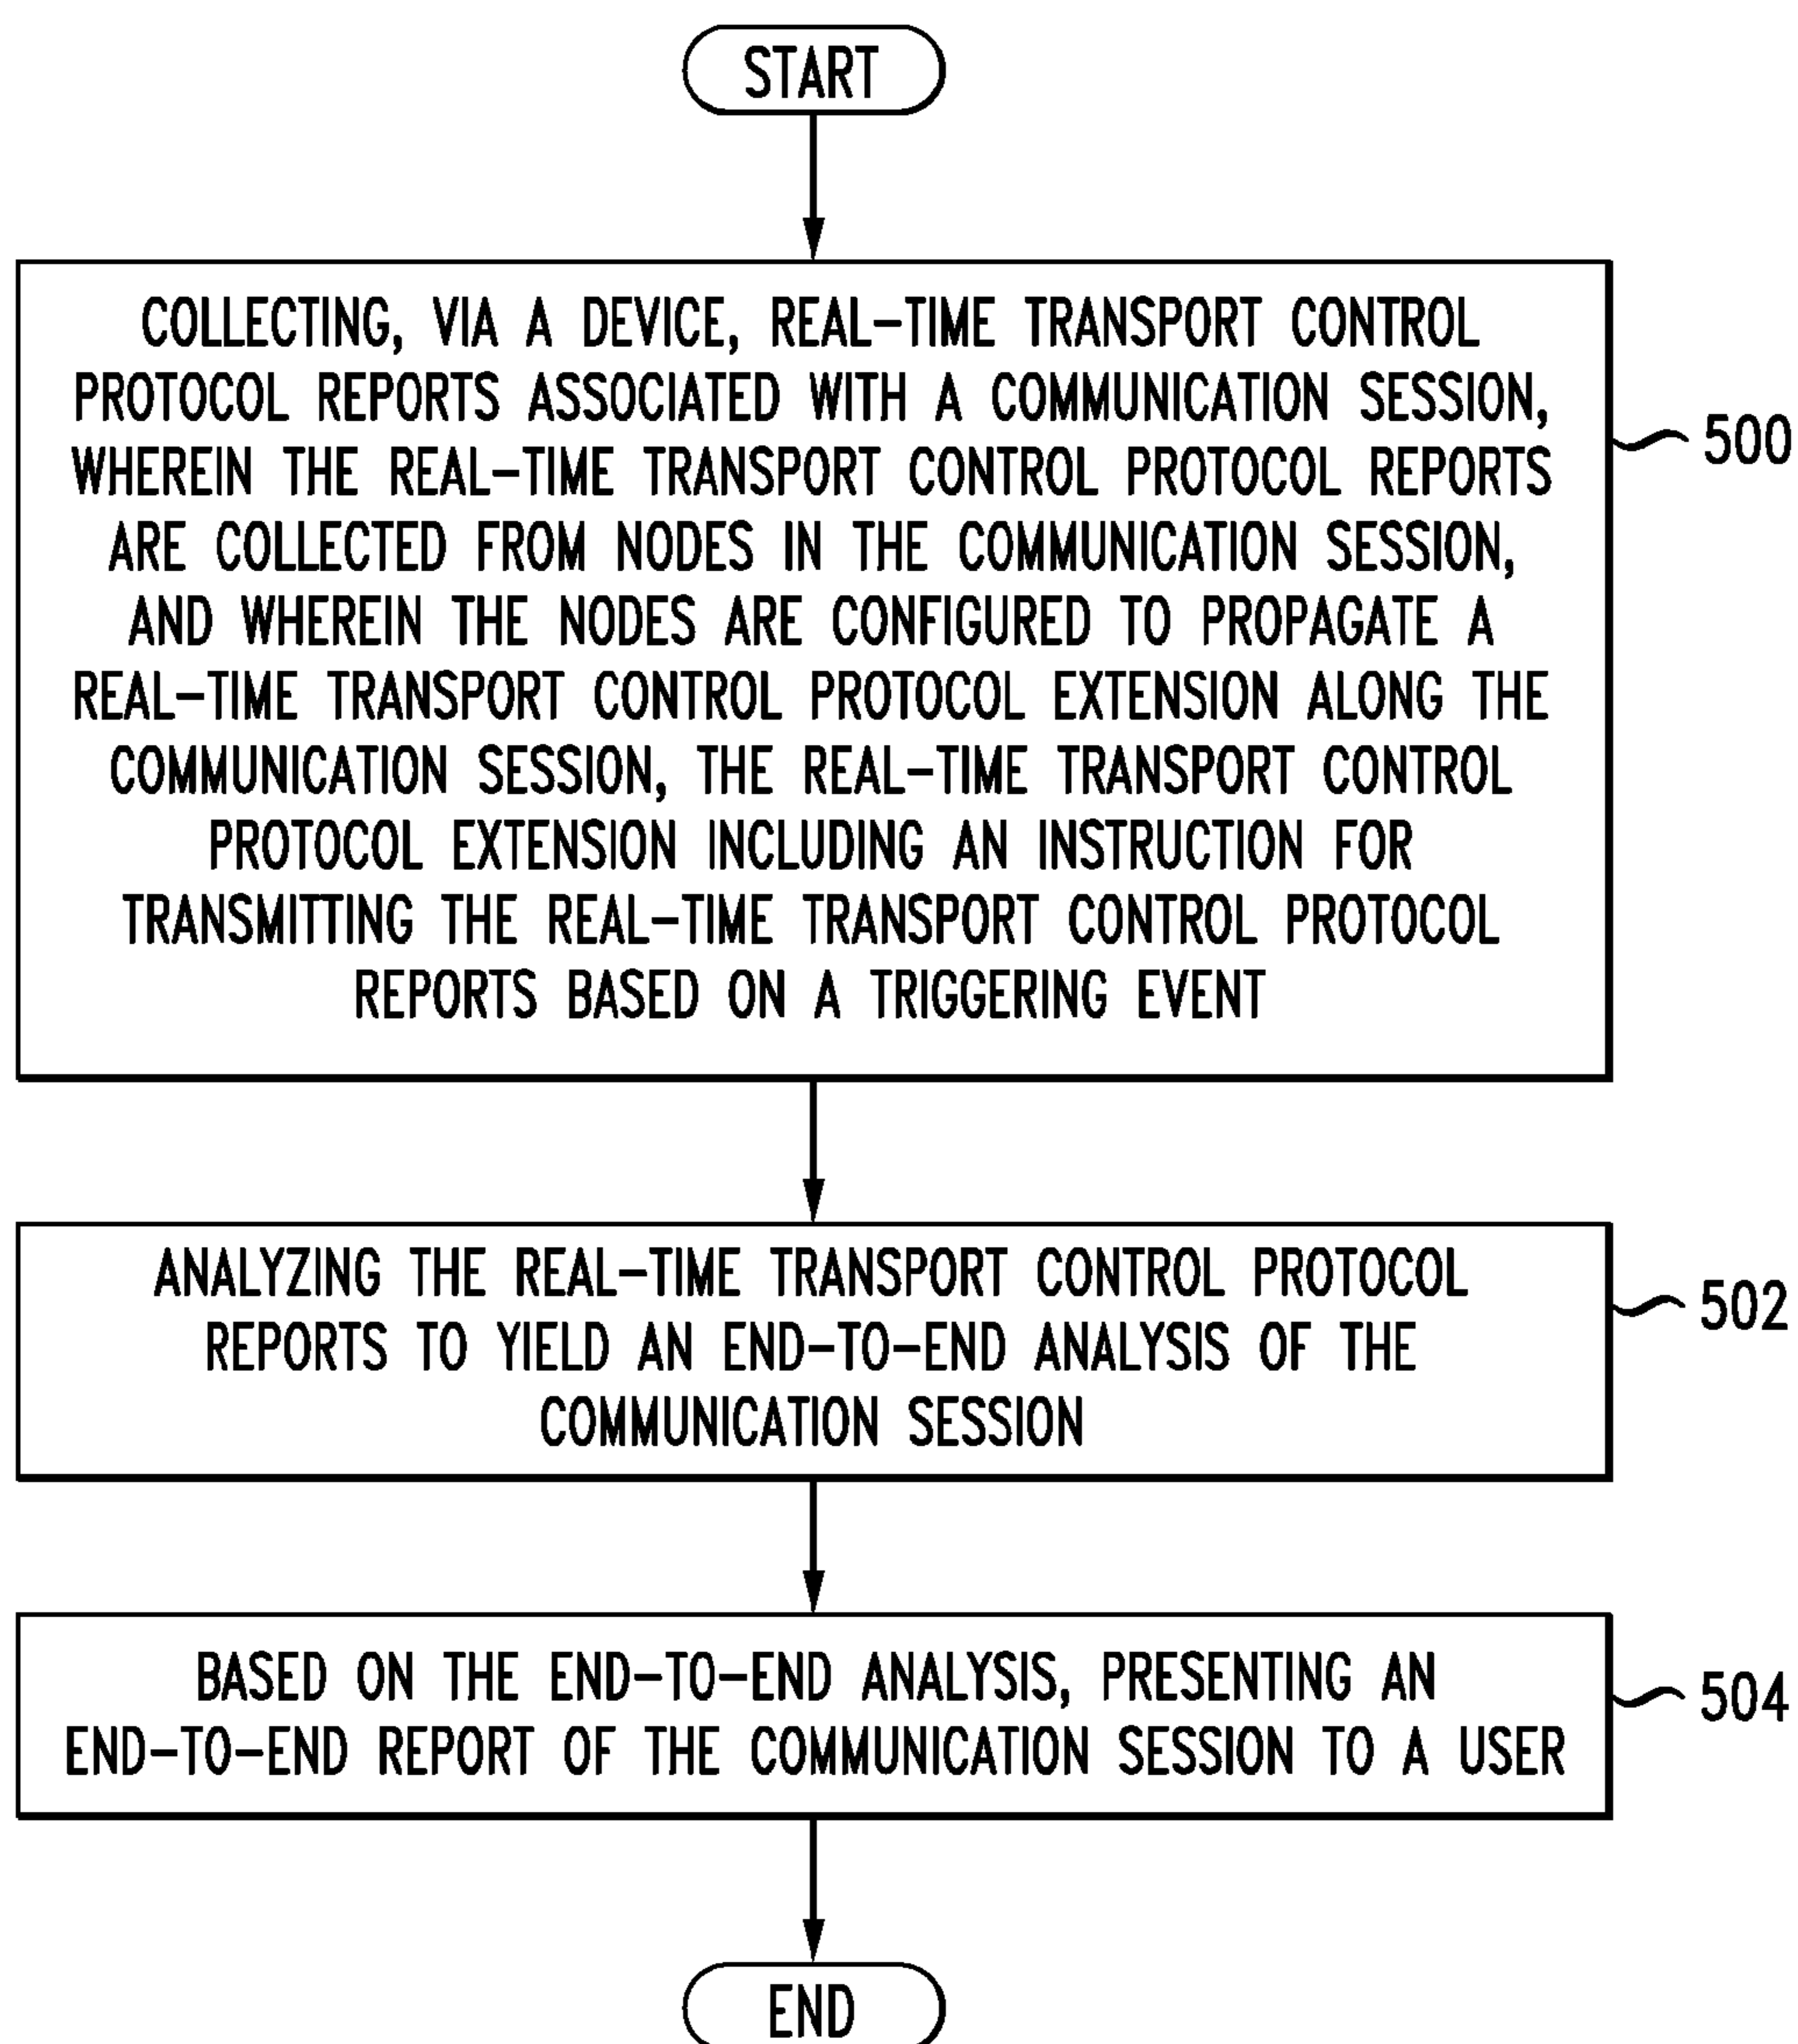 START
COLLECTING, VIA A DEVICE, REAL-TIME TRANSPORT CONTROL
PROTOCOL REPORTS ASSOCIATED WITH A COMMUNICATION SESSION,
WHEREIN THE REAL-TIME TRANSPORT CONTROL PROTOCOL REPORTS
ARE COLLECTED FROM NODES IN THE COMMUNICATION SESSION,
AND WHEREIN THE NODES ARE CONFIGURED TO PROPAGATE A
REAL-TIME TRANSPORT CONTROL PROTOCOL EXTENSION ALONG THE
COMMUNICATION SESSION, THE REAL-TIME TRANSPORT CONTROL
PROTOCOL EXTENSION INCLUDING AN INSTRUCTION FOR
TRANSMITTING THE REAL-TIME TRANSPORT CONTROL PROTOCOL
REPORTS BASED ON A TRIGGERING EVENT
500
ANALYZING THE REAL-TIME TRANSPORT CONTROL PROTOCOL
REPORTS TO YIELD AN END-TO-END ANALYSIS OF THE
COMMUNICATION SESSION
502
BASED ON THE END-TO-END ANALYSIS, PRESENTING AN
END-TO-END REPORT OF THE COMMUNICATION SESSION TO A USER
504
END